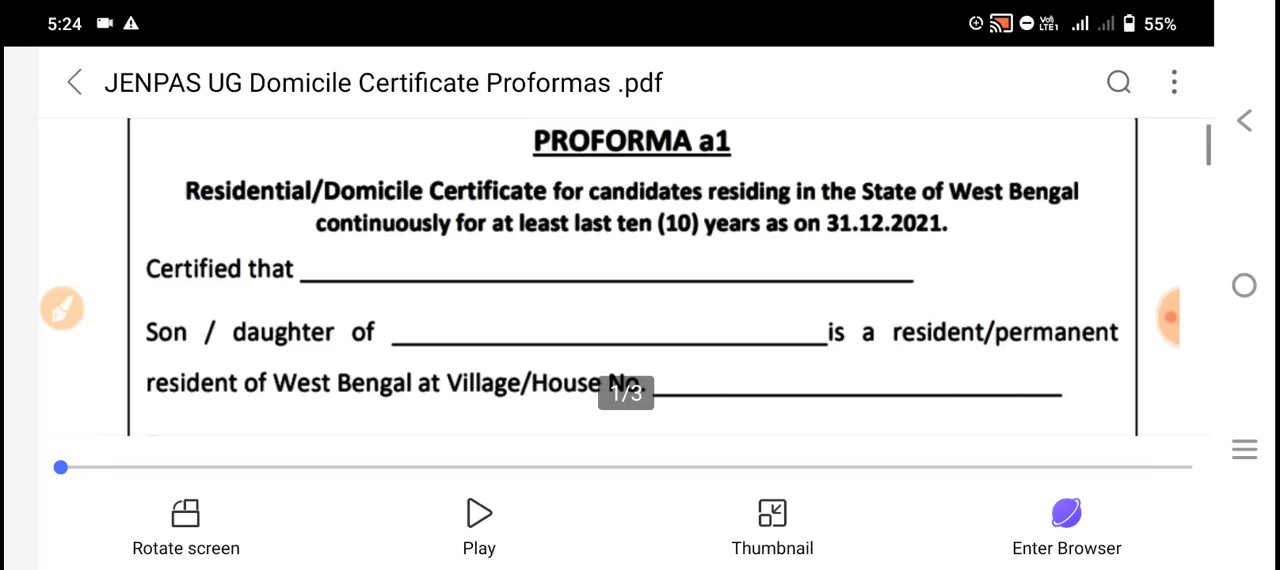 5:24
Vo) LTE1 55%
JENPAS UG Domicile Certificate Proformas .pdf
PROFORMA a1
Residential/Domicile Certificate for candidates residing in the State of West Bengal
continuously for at least last ten (10) years as on 31.12.2021.
Certified that
Son / daughter of is a resident/permanent
resident of West Bengal at Village/House No.
1/3
Rotate screen Play Thumbnail Enter Browser